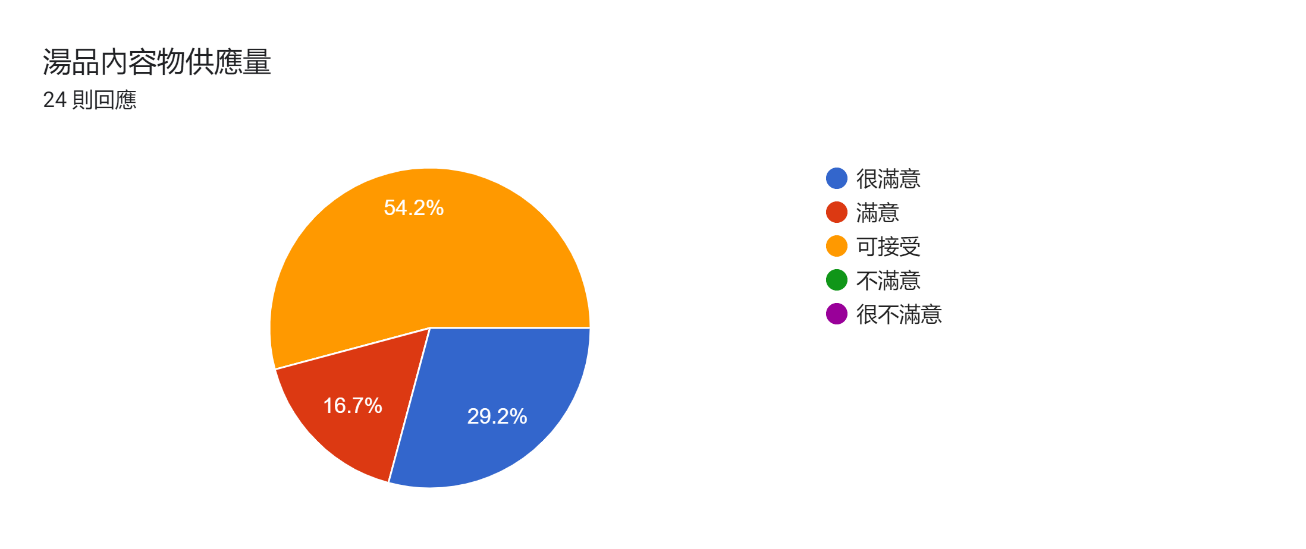 湯品內容物供應量
24 則回應
54.2%
16.7%
29.2%
很滿意
滿意
可接受
不滿意
很不滿意